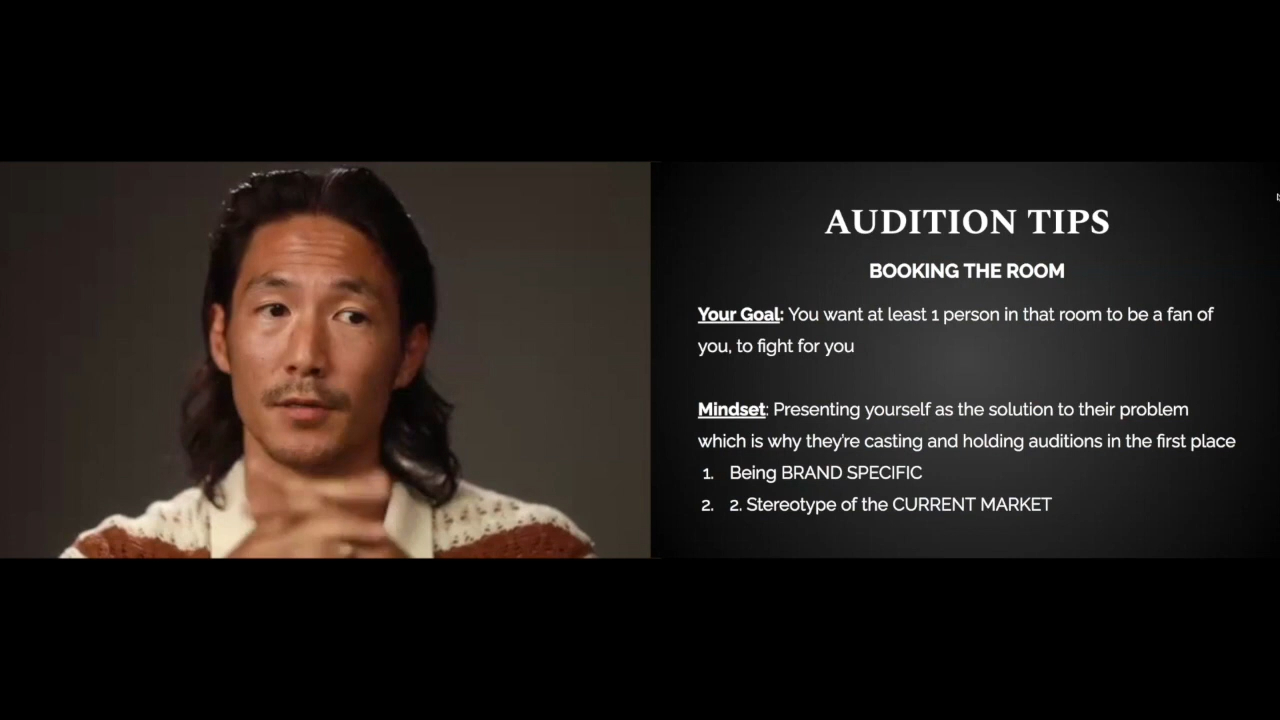 AUDITION TIPS
BOOKING THE ROOM
Your Goal: You want at least 1 person in that room to be a fan of
you, to fight for you
Mindset: Presenting yourself as the solution to their problem
which is why they're casting and holding auditions in the first place
1. Being BRAND SPECIFIC
2. 2. Stereotype of the CURRENT MARKET